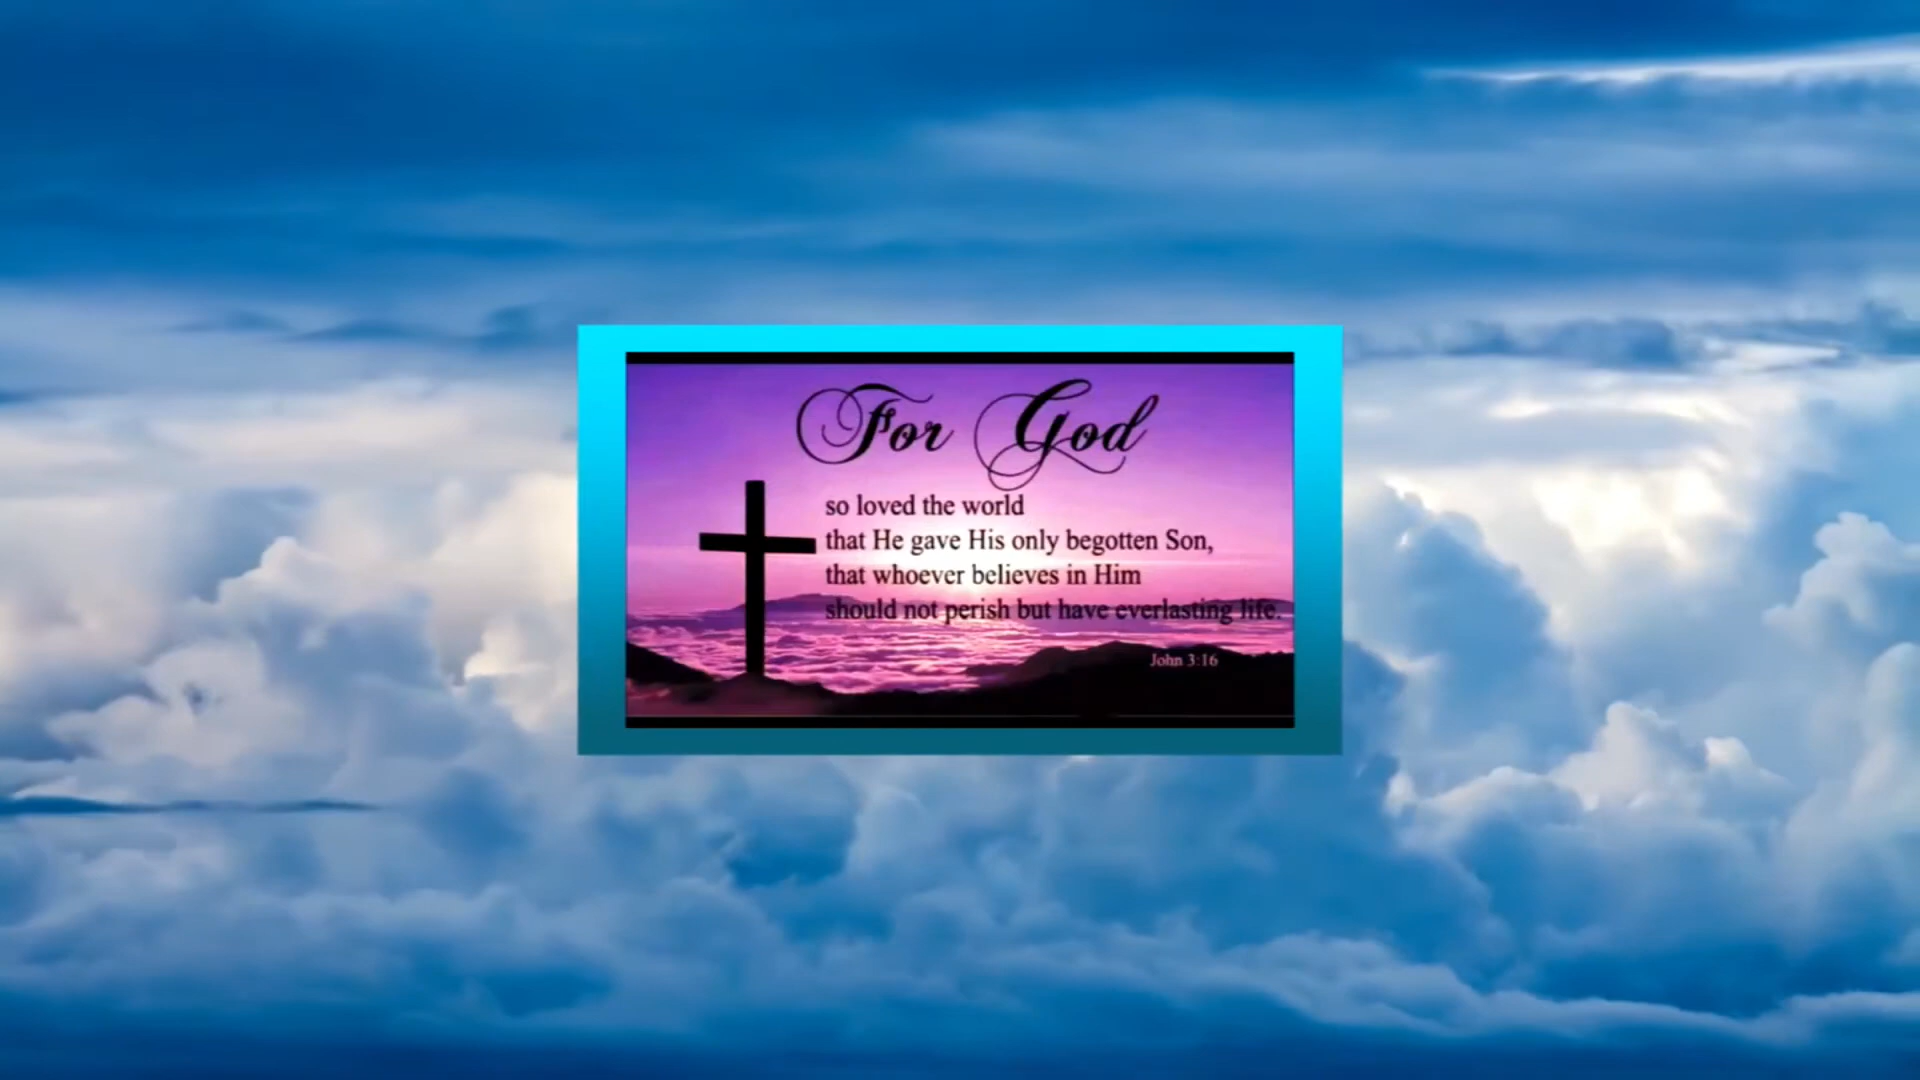 For God
so loved the world
that He gave His only begotten Son,
that whoever believes in Him
should not perish but have everlasting life.
John 3:16